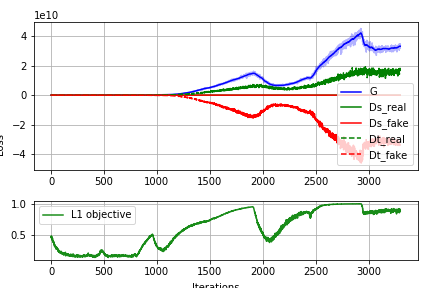 1e10
4
2
0
−2
−4
Loss
0 500 1000 1500 2000 2500 3000
G
Ds_real
Ds_fake
Dt_real
Dt_fake
1.0
0.5
L1 objective
0 500 1000 1500 2000 2500 3000
Iterations